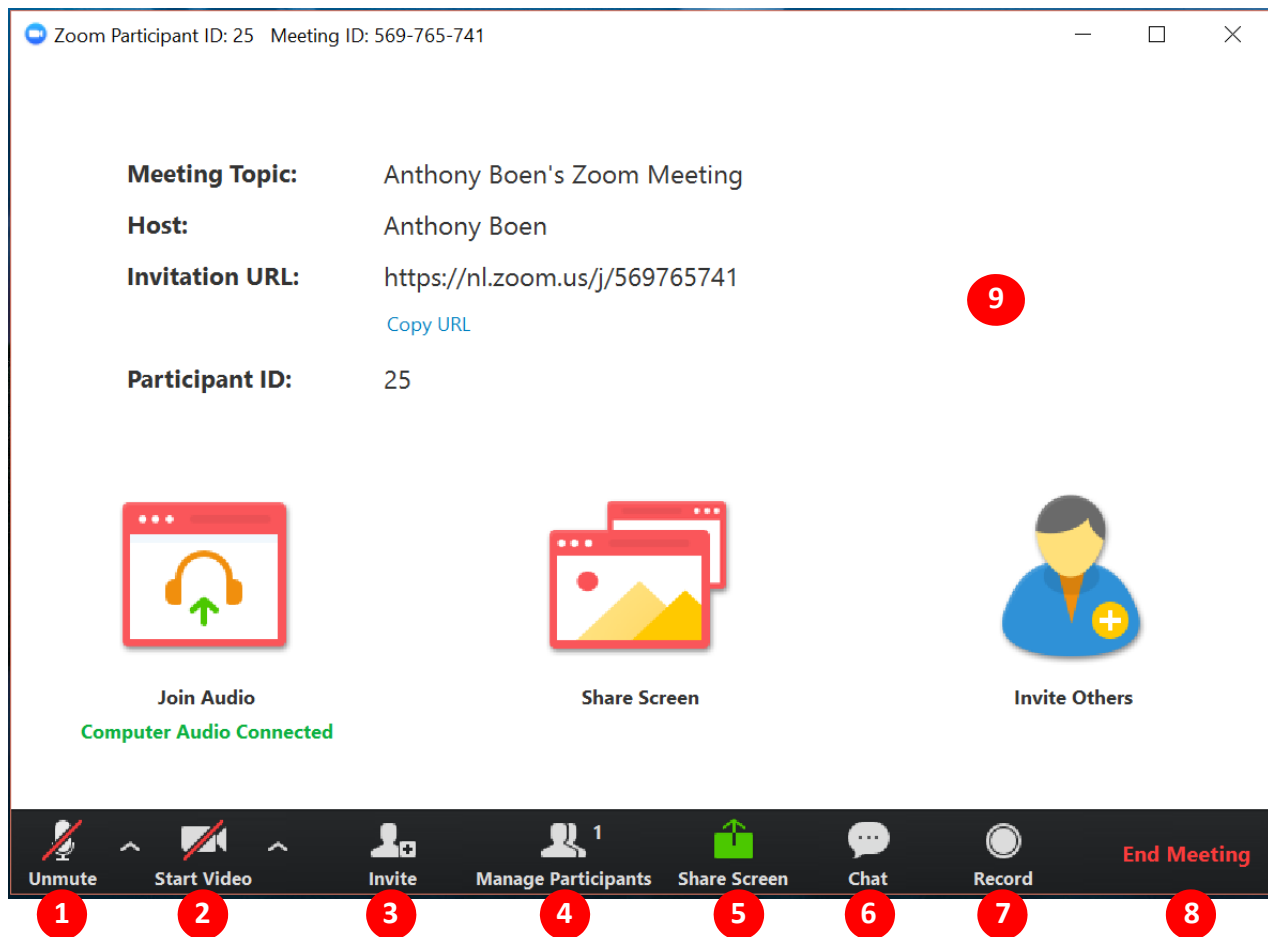 Zoom Participant ID: 25 Meeting ID: 569-765-741
Meeting Topic: Anthony Boen's Zoom Meeting
Host: Anthony Boen
Invitation URL: https://nl.zoom.us/j/569765741
9
Copy URL
Participant ID: 25
Join Audio Share Screen Invite Others
Computer Audio Connected
1
End Meeting
Unmute Start Video Invite Manage Participants Share Screen Chat Record
1 2 3 4 5 6 7 8